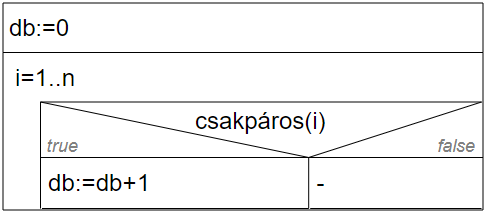 db:=0
i=1..n
csakpáros(i)
true false
db:=db+1 -